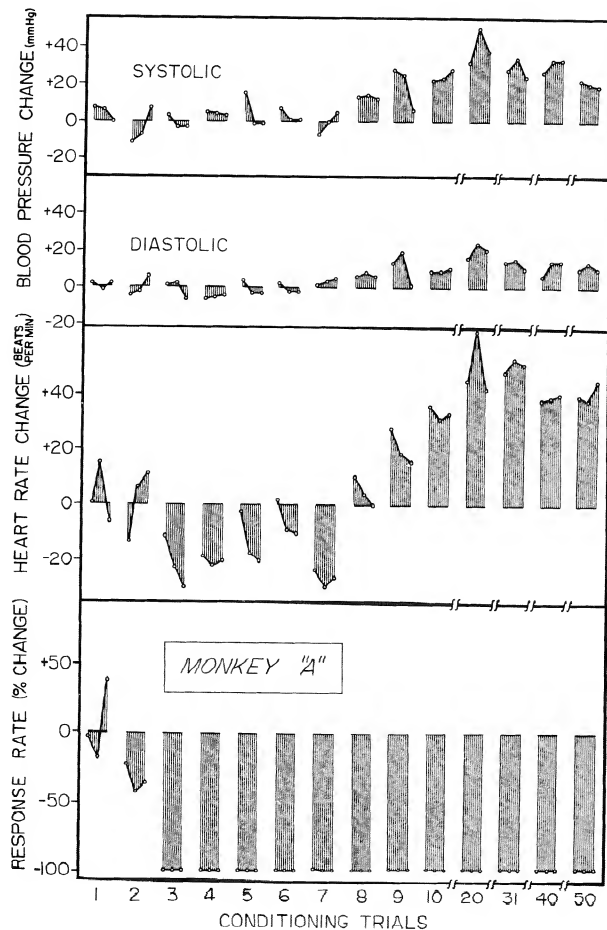 BLOOD PRESSURE CHANGE (mmHg)
+40
+20
0
-20
SYSTOLIC
+40
+20
0
-20
DIASTOLIC
HEART RATE CHANGE (BEATS PER MIN)
+40
+20
0
-20
RESPONSE RATE (% CHANGE)
+50
0
-50
-100
MONKEY "A"
1 2 3 4 5 6 7 8 9 10 20 31 40 50
CONDITIONING TRIALS